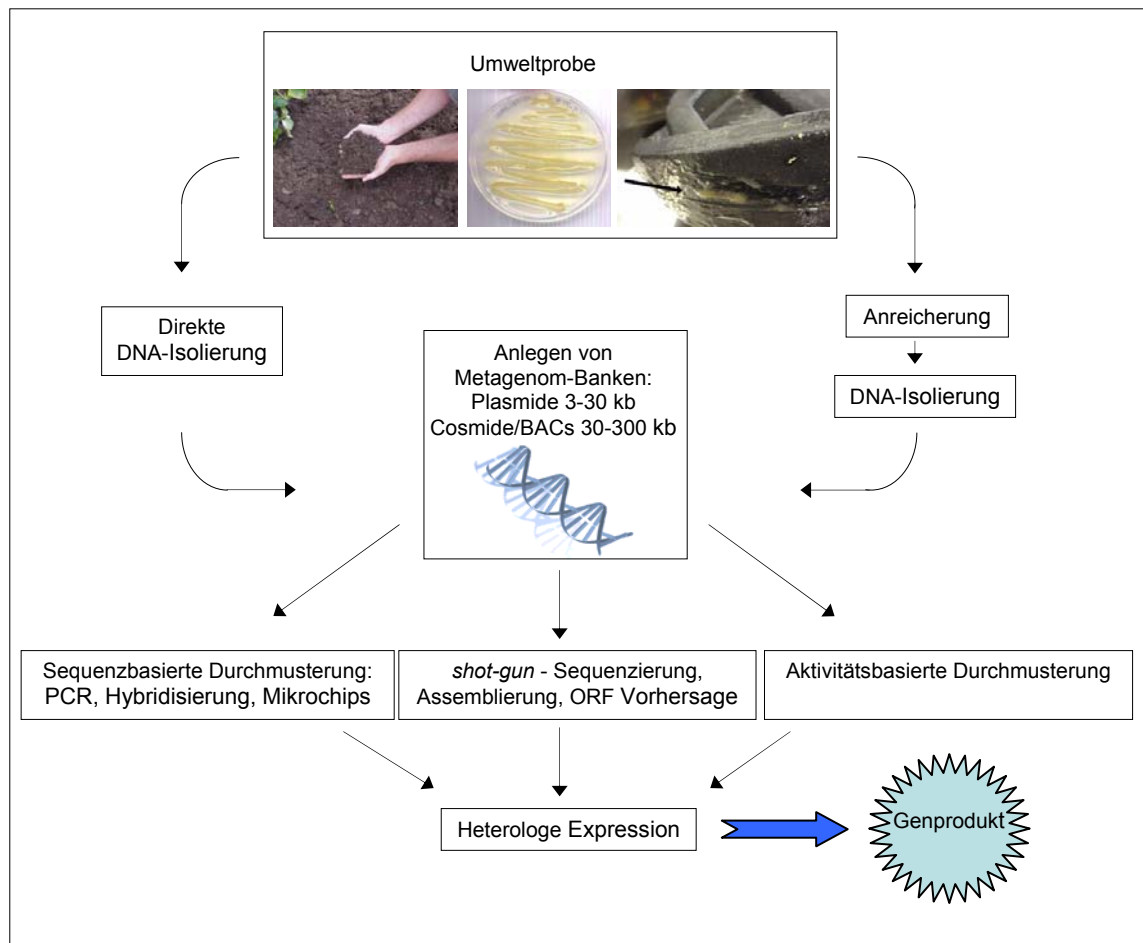 Umweltprobe
Direkte
DNA-Isolierung
Anlegen von
Metagenom-Banken:
Plasmide 3-30 kb
Cosmide/BACs 30-300 kb
Anreicherung
DNA-Isolierung
Sequenzbasierte Durchmusterung:
PCR, Hybridisierung, Mikrochips
shot-gun - Sequenzierung,
Assemblierung, ORF Vorhersage
Aktivitätsbasierte Durchmusterung
Heterologe Expression
Genprodukt